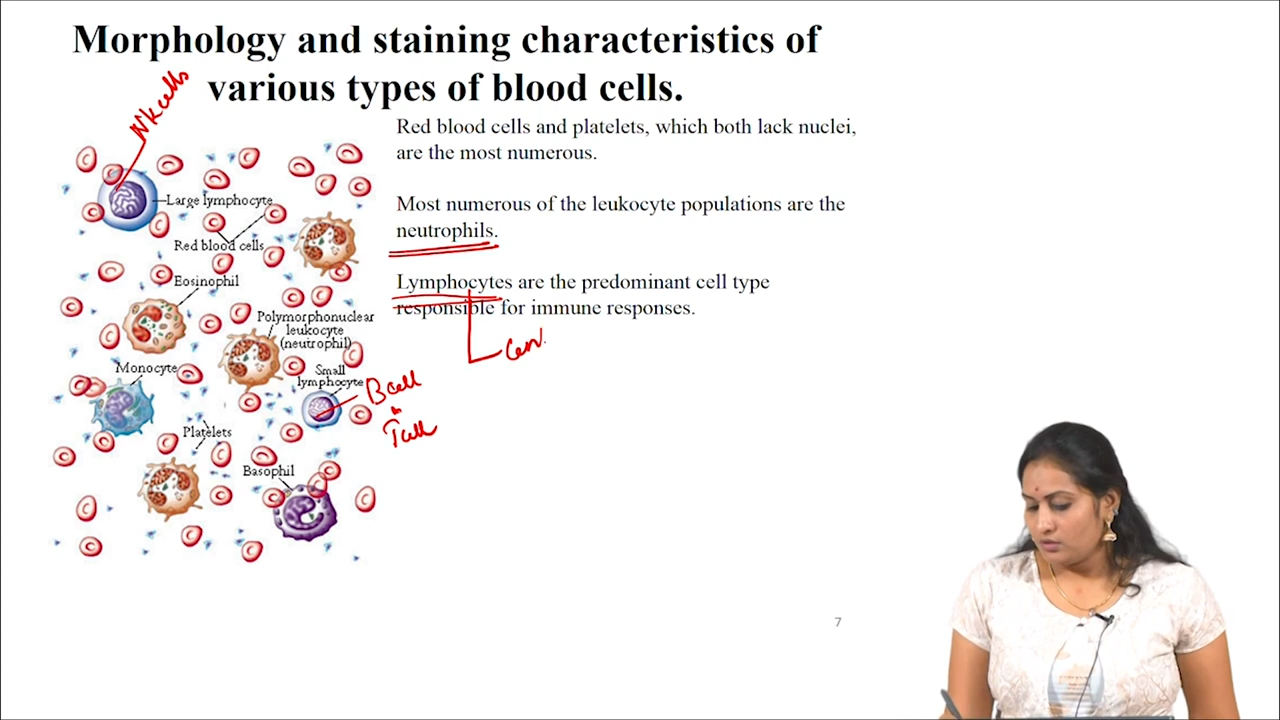 Morphology and staining characteristics of
various types of blood cells.
NK cells
Red blood cells and platelets, which both lack nuclei,
are the most numerous.
Most numerous of the leukocyte populations are the
neutrophils.
Lymphocytes are the predominant cell type
responsible for immune responses.
Large lymphocyte
Red blood cells
Eosinophil
Polymorphonuclear
leukocyte
(neutrophil)
Monocyte
Small
lymphocyte
B cell
T cell
Platelets
Basophil
7